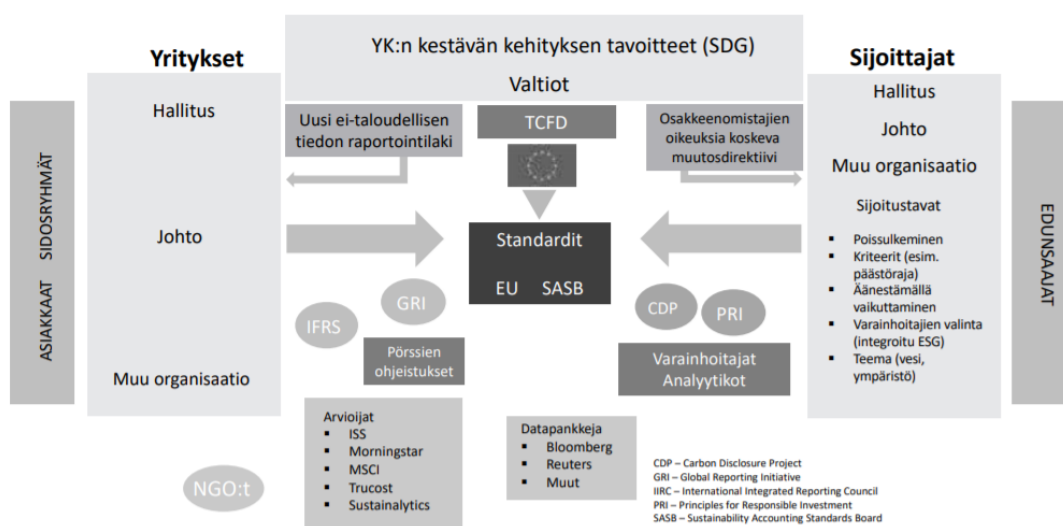 YK:n kestävän kehityksen tavoitteet (SDG)
Valtiot
Yritykset
Hallitus
Johto
Muu organisaatio
ASIAKKAAT SIDOSRYHMÄT
Uusi ei-taloudellisen
tiedon raportointilaki
TCFD
Osakkeenomistajien
oikeuksia koskeva
muutosdirektiivi
Standardit
EU SASB
IFRS
GRI
Pörssien
ohjeistukset
CDP
PRI
Varainhoitajat
Analyytikot
Sijoittajat
Hallitus
Johto
Muu organisaatio
Sijoitustavat
▪ Poissulkeminen
▪ Kriteerit (esim.
päästöraja)
▪ Äänestämällä
vaikuttaminen
▪ Varainhoitajien valinta
(integroitu ESG)
▪ Teema (vesi,
ympäristö)
EDUNSAAJAT
NGO:t
Arvioijat
▪ ISS
▪ Morningstar
▪ MSCI
▪ Trucost
▪ Sustainalytics
Datapankkeja
▪ Bloomberg
▪ Reuters
▪ Muut
CDP – Carbon Disclosure Project
GRI – Global Reporting Initiative
IIRC – International Integrated Reporting Council
PRI – Principles for Responsible Investment
SASB – Sustainability Accounting Standards Board